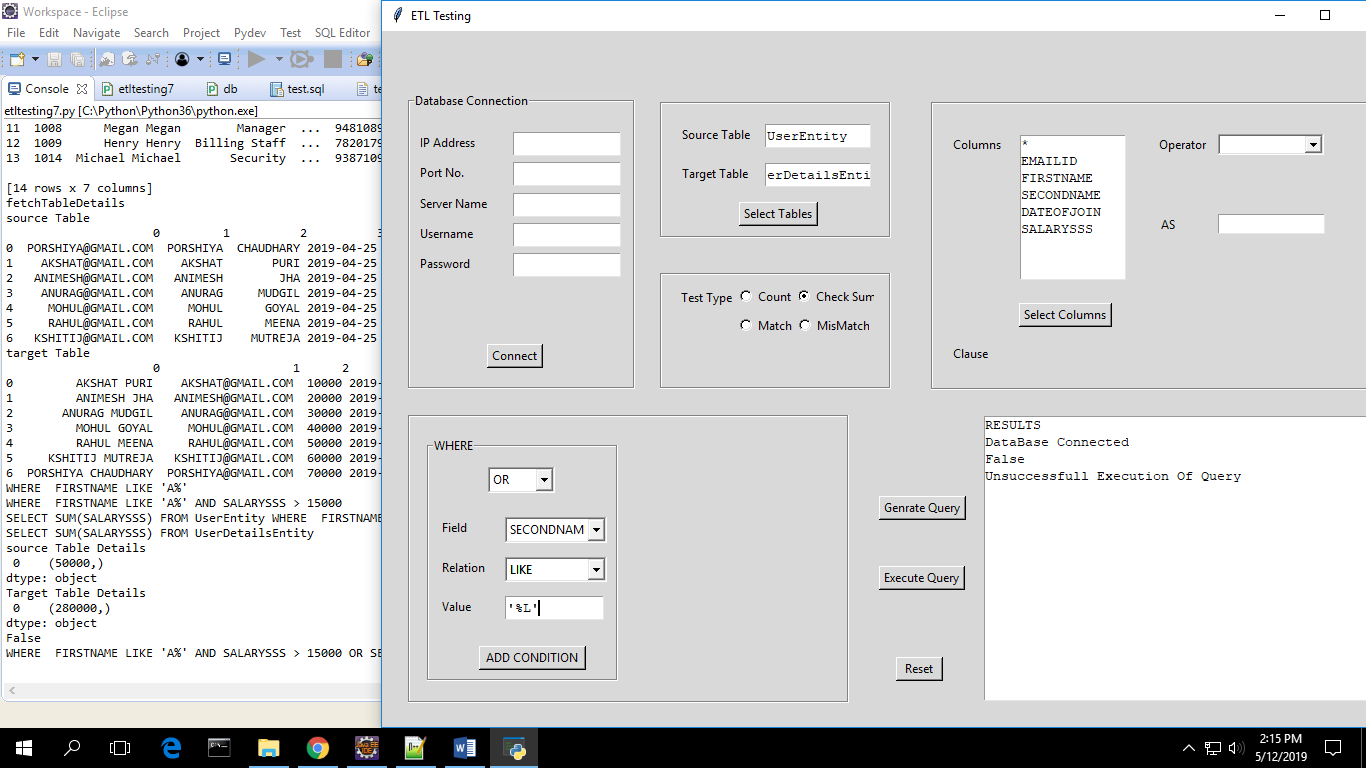 Workspace - Eclipse
File Edit Navigate Search Project Pydev Test SQL Editor
Console etltesting7 db test.sql te
etltesting7.py [C:\Python\Python36\python.exe]
11 1008 Megan Megan Manager ... 9481089
12 1009 Henry Henry Billing Staff ... 7820179
13 1014 Michael Michael Security ... 9387109
[14 rows x 7 columns]
fetchTableDetails
source Table
0 1 2 3
0 PORSHIYA@GMAIL.COM PORSHIYA CHAUDHARY 2019-04-25
1 AKSHAT@GMAIL.COM AKSHAT PURI 2019-04-25
2 ANIMESH@GMAIL.COM ANIMESH JHA 2019-04-25
3 ANURAG@GMAIL.COM ANURAG MUDGIL 2019-04-25
4 MOHUL@GMAIL.COM MOHUL GOYAL 2019-04-25
5 RAHUL@GMAIL.COM RAHUL MEENA 2019-04-25
6 KSHITIJ@GMAIL.COM KSHITIJ MUTREJA 2019-04-25
target Table
0 1 2
0 AKSHAT PURI AKSHAT@GMAIL.COM 10000 2019-
1 ANIMESH JHA ANIMESH@GMAIL.COM 20000 2019-
2 ANURAG MUDGIL ANURAG@GMAIL.COM 30000 2019-
3 MOHUL GOYAL MOHUL@GMAIL.COM 40000 2019-
4 RAHUL MEENA RAHUL@GMAIL.COM 50000 2019-
5 KSHITIJ MUTREJA KSHITIJ@GMAIL.COM 60000 2019-
6 PORSHIYA CHAUDHARY PORSHIYA@GMAIL.COM 70000 2019-
WHERE FIRSTNAME LIKE 'A%'
WHERE FIRSTNAME LIKE 'A%' AND SALARYSSS > 15000
SELECT SUM(SALARYSSS) FROM UserEntity WHERE FIRSTNAME
SELECT SUM(SALARYSSS) FROM UserDetailsEntity
source Table Details
0 (50000,)
dtype: object
Target Table Details
0 (280000,)
dtype: object
False
WHERE FIRSTNAME LIKE 'A%' AND SALARYSSS > 15000 OR SE
ETL Testing
Database Connection
IP Address
Port No.
Server Name
Username
Password
Connect
Source Table UserEntity
Target Table erDetailsEnti
Select Tables
Test Type Count Check Sum
Match MisMatch
Columns
*
EMAILID
FIRSTNAME
SECONDNAME
DATEOFJOIN
SALARYSSS
Operator
AS
Select Columns
Clause
WHERE
OR
Field SECONDNAM
Relation LIKE
Value '%L'
ADD CONDITION
Genrate Query
Execute Query
Reset
RESULTS
DataBase Connected
False
Unsuccessfull Execution Of Query
2:15 PM
5/12/2019